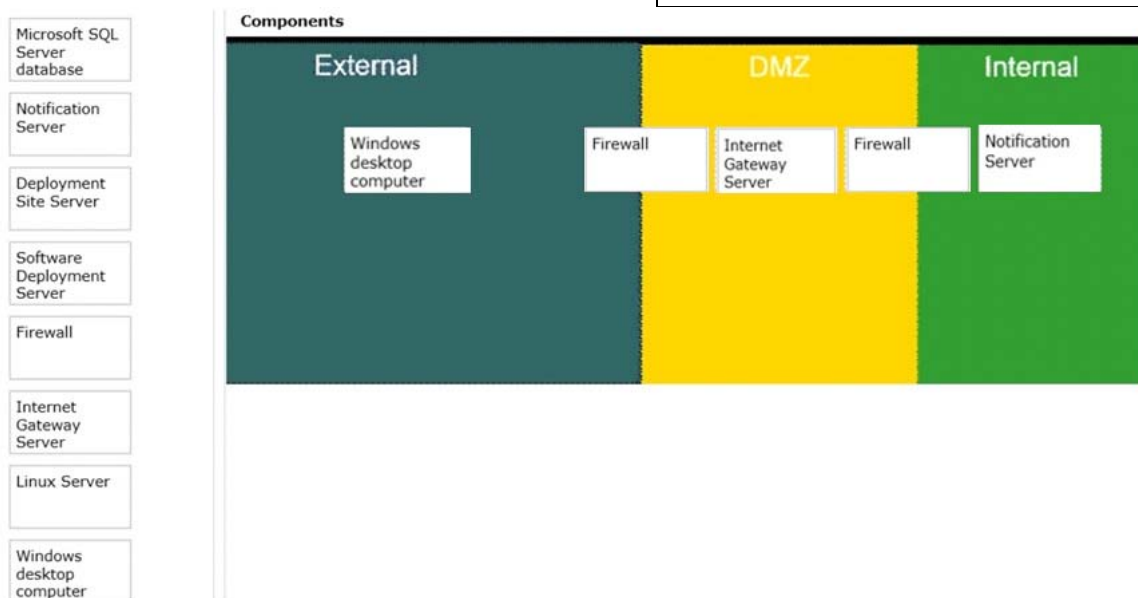 Microsoft SQL
Server
database
Notification
Server
Deployment
Site Server
Software
Deployment
Server
Firewall
Internet
Gateway
Server
Linux Server
Windows
desktop
computer
Components
External
DMZ
Internal
Windows
desktop
computer
Firewall
Internet
Gateway
Server
Firewall
Notification
Server